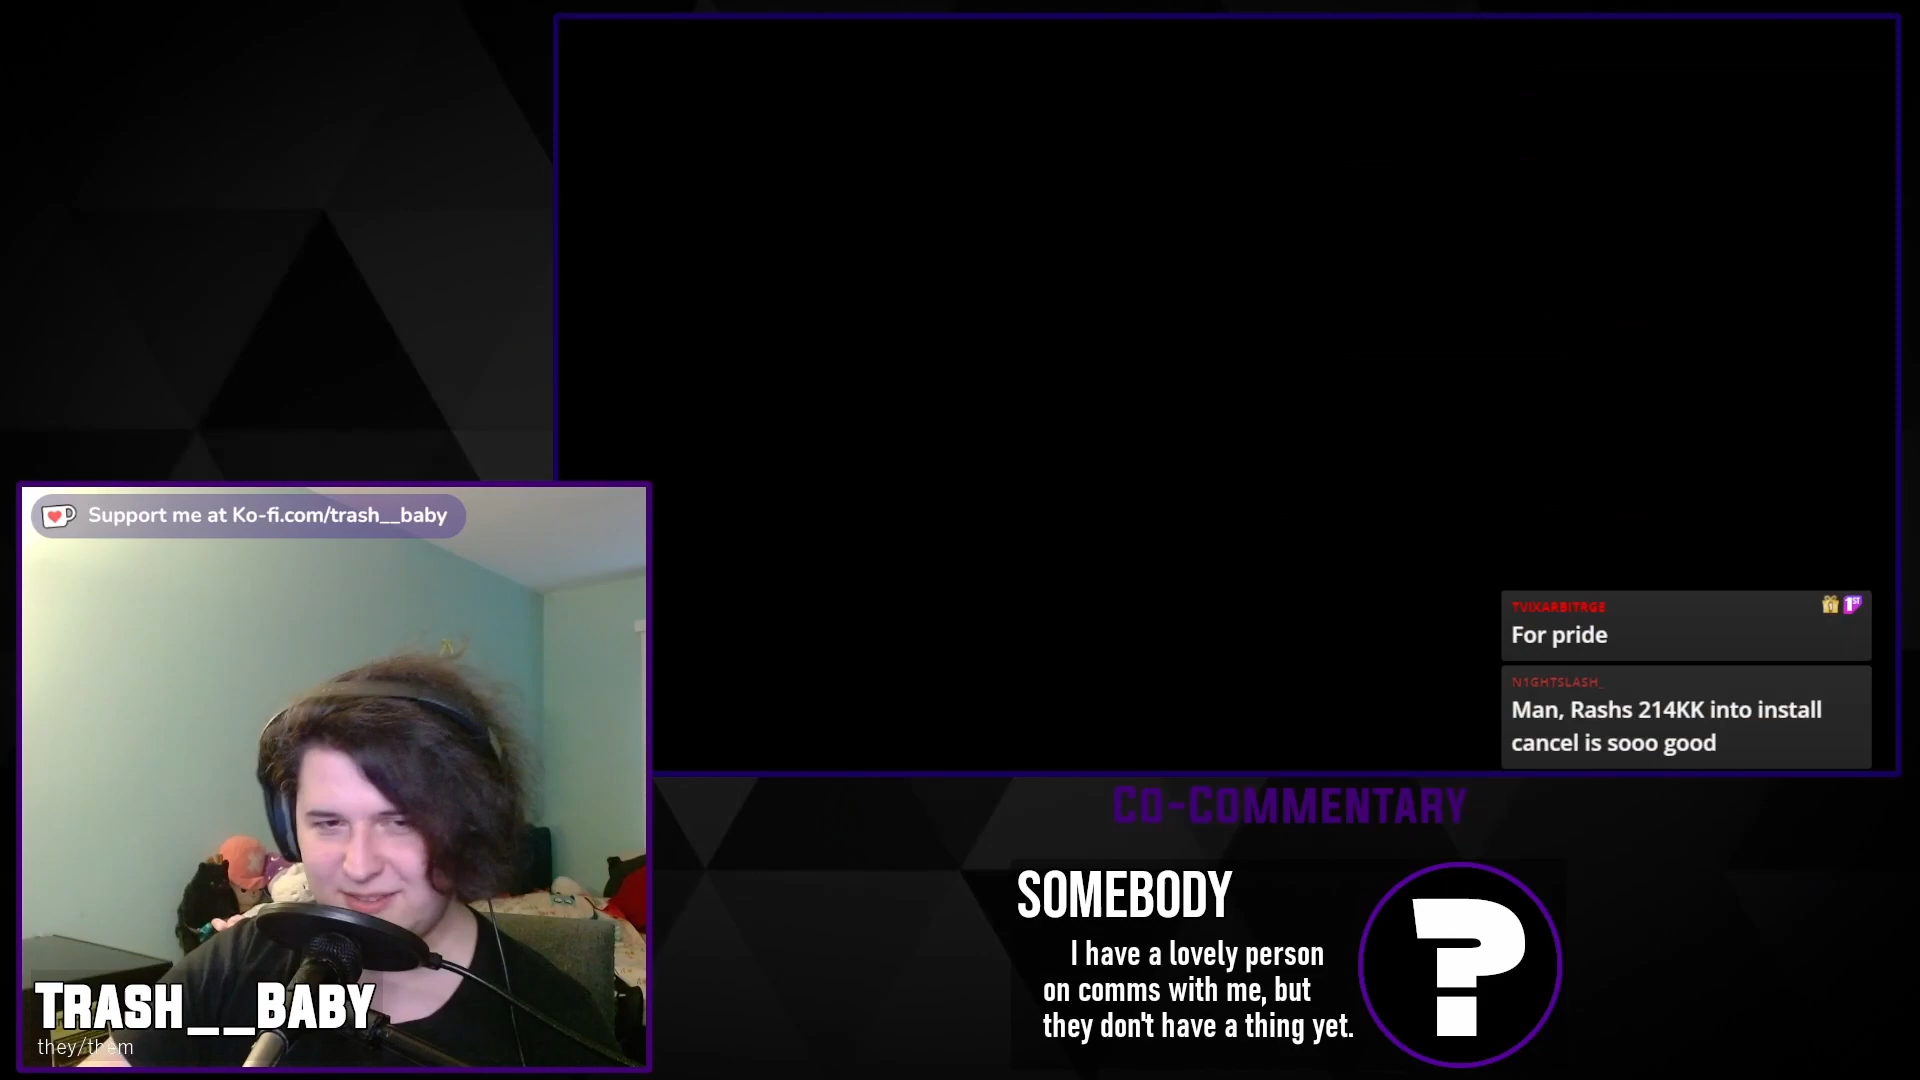 Support me at Ko-fi.com/trash__baby
TVIXARBITRGE
1ST
For pride
N1GHTSLASH_
Man, Rashs 214KK into install
cancel is sooo good
Co-Commentary
SOMEBODY
I have a lovely person
on comms with me, but
they don't have a thing yet.
?
Trash__Baby
they/them